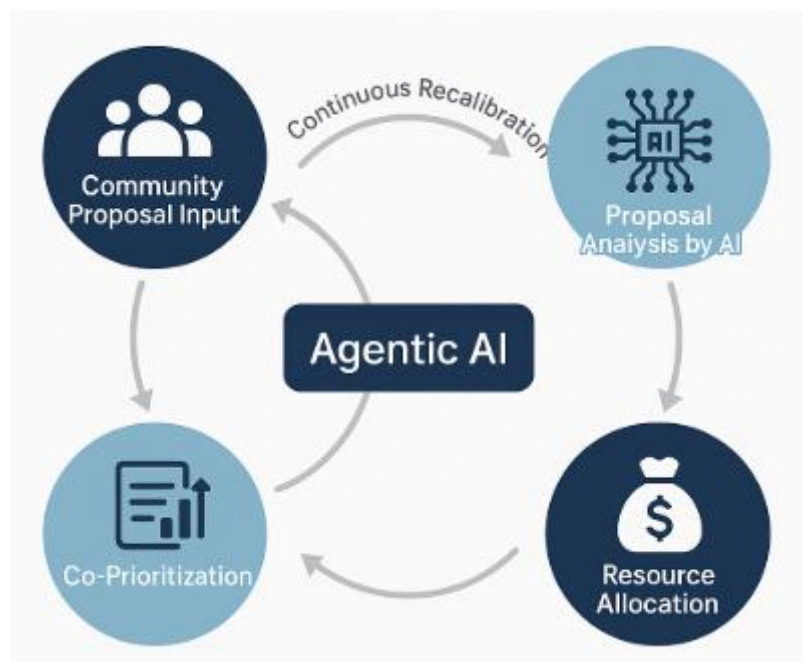 Community
Proposal Input
Continuous Recalibration
AI
Proposal
Anaiysis by AI
Agentic AI
$
Co-Prioritization
Resource
Allocation